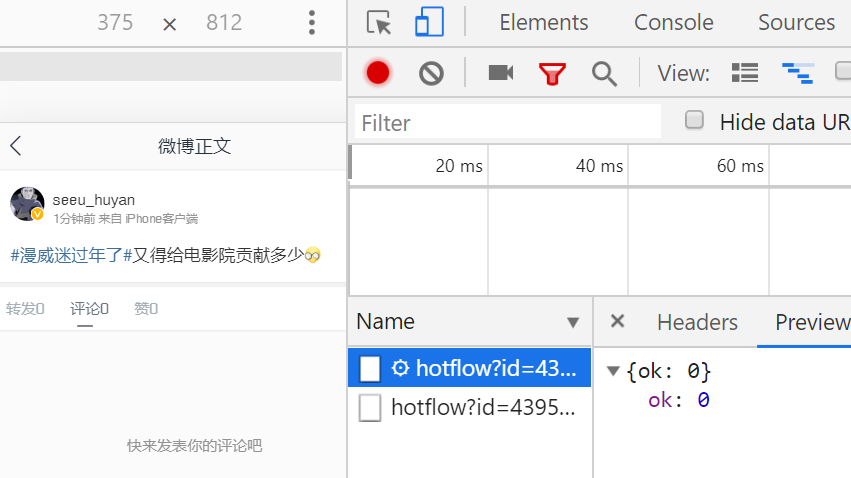 375 × 812
Elements Console Sources
View:
Filter Hide data UR
20 ms 40 ms 60 ms
微博正文
seeu_huyan
1分钟前 来自 iPhone客户端
#漫威迷过年了#又得给电影院贡献多少
转发0 评论0 赞0
快来发表你的评论吧
Name
hotflow?id=43...
hotflow?id=4395...
× Headers Preview
{ok: 0}
ok: 0